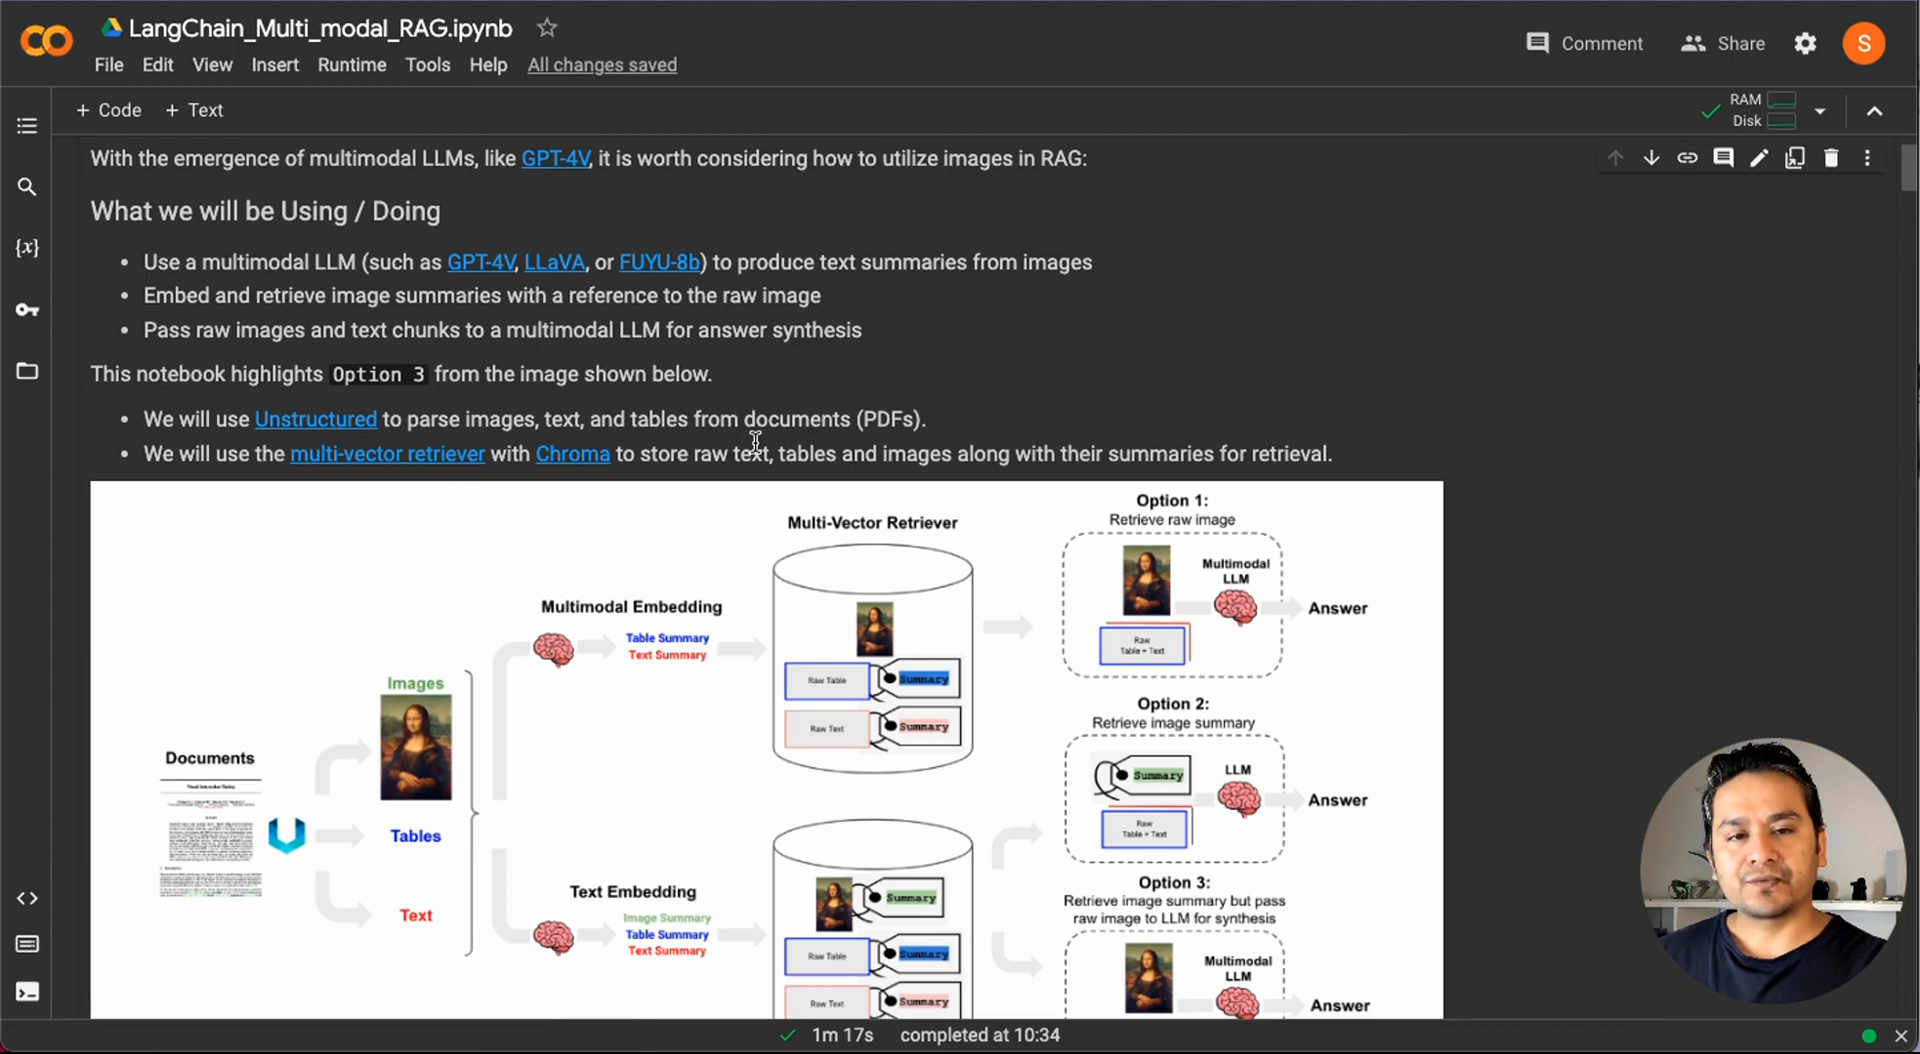 LangChain_Multi_modal_RAG.ipynb
Comment
Share
S
File Edit View Insert Runtime Tools Help All changes saved
+ Code + Text
RAM
Disk
With the emergence of multimodal LLMs, like GPT-4V, it is worth considering how to utilize images in RAG:
What we will be Using / Doing
• Use a multimodal LLM (such as GPT-4V, LLaVA, or FUYU-8b) to produce text summaries from images
• Embed and retrieve image summaries with a reference to the raw image
• Pass raw images and text chunks to a multimodal LLM for answer synthesis
This notebook highlights Option 3 from the image shown below.
• We will use Unstructured to parse images, text, and tables from documents (PDFs).
• We will use the multi-vector retriever with Chroma to store raw text, tables and images along with their summaries for retrieval.
{x}
Documents
Images
Tables
Text
Multimodal Embedding
Table Summary
Text Summary
Text Embedding
Image Summary
Table Summary
Text Summary
Multi-Vector Retriever
Raw Table
Summary
Raw Text
Summary
Summary
Raw Table
Summary
Raw Text
Summary
Option 1:
Retrieve raw image
Multimodal
LLM
Answer
Raw
Table + Text
Option 2:
Retrieve image summary
Summary
LLM
Answer
Raw
Table + Text
Option 3:
Retrieve image summary but pass
raw image to LLM for synthesis
Multimodal
LLM
Answer
1m 17s completed at 10:34